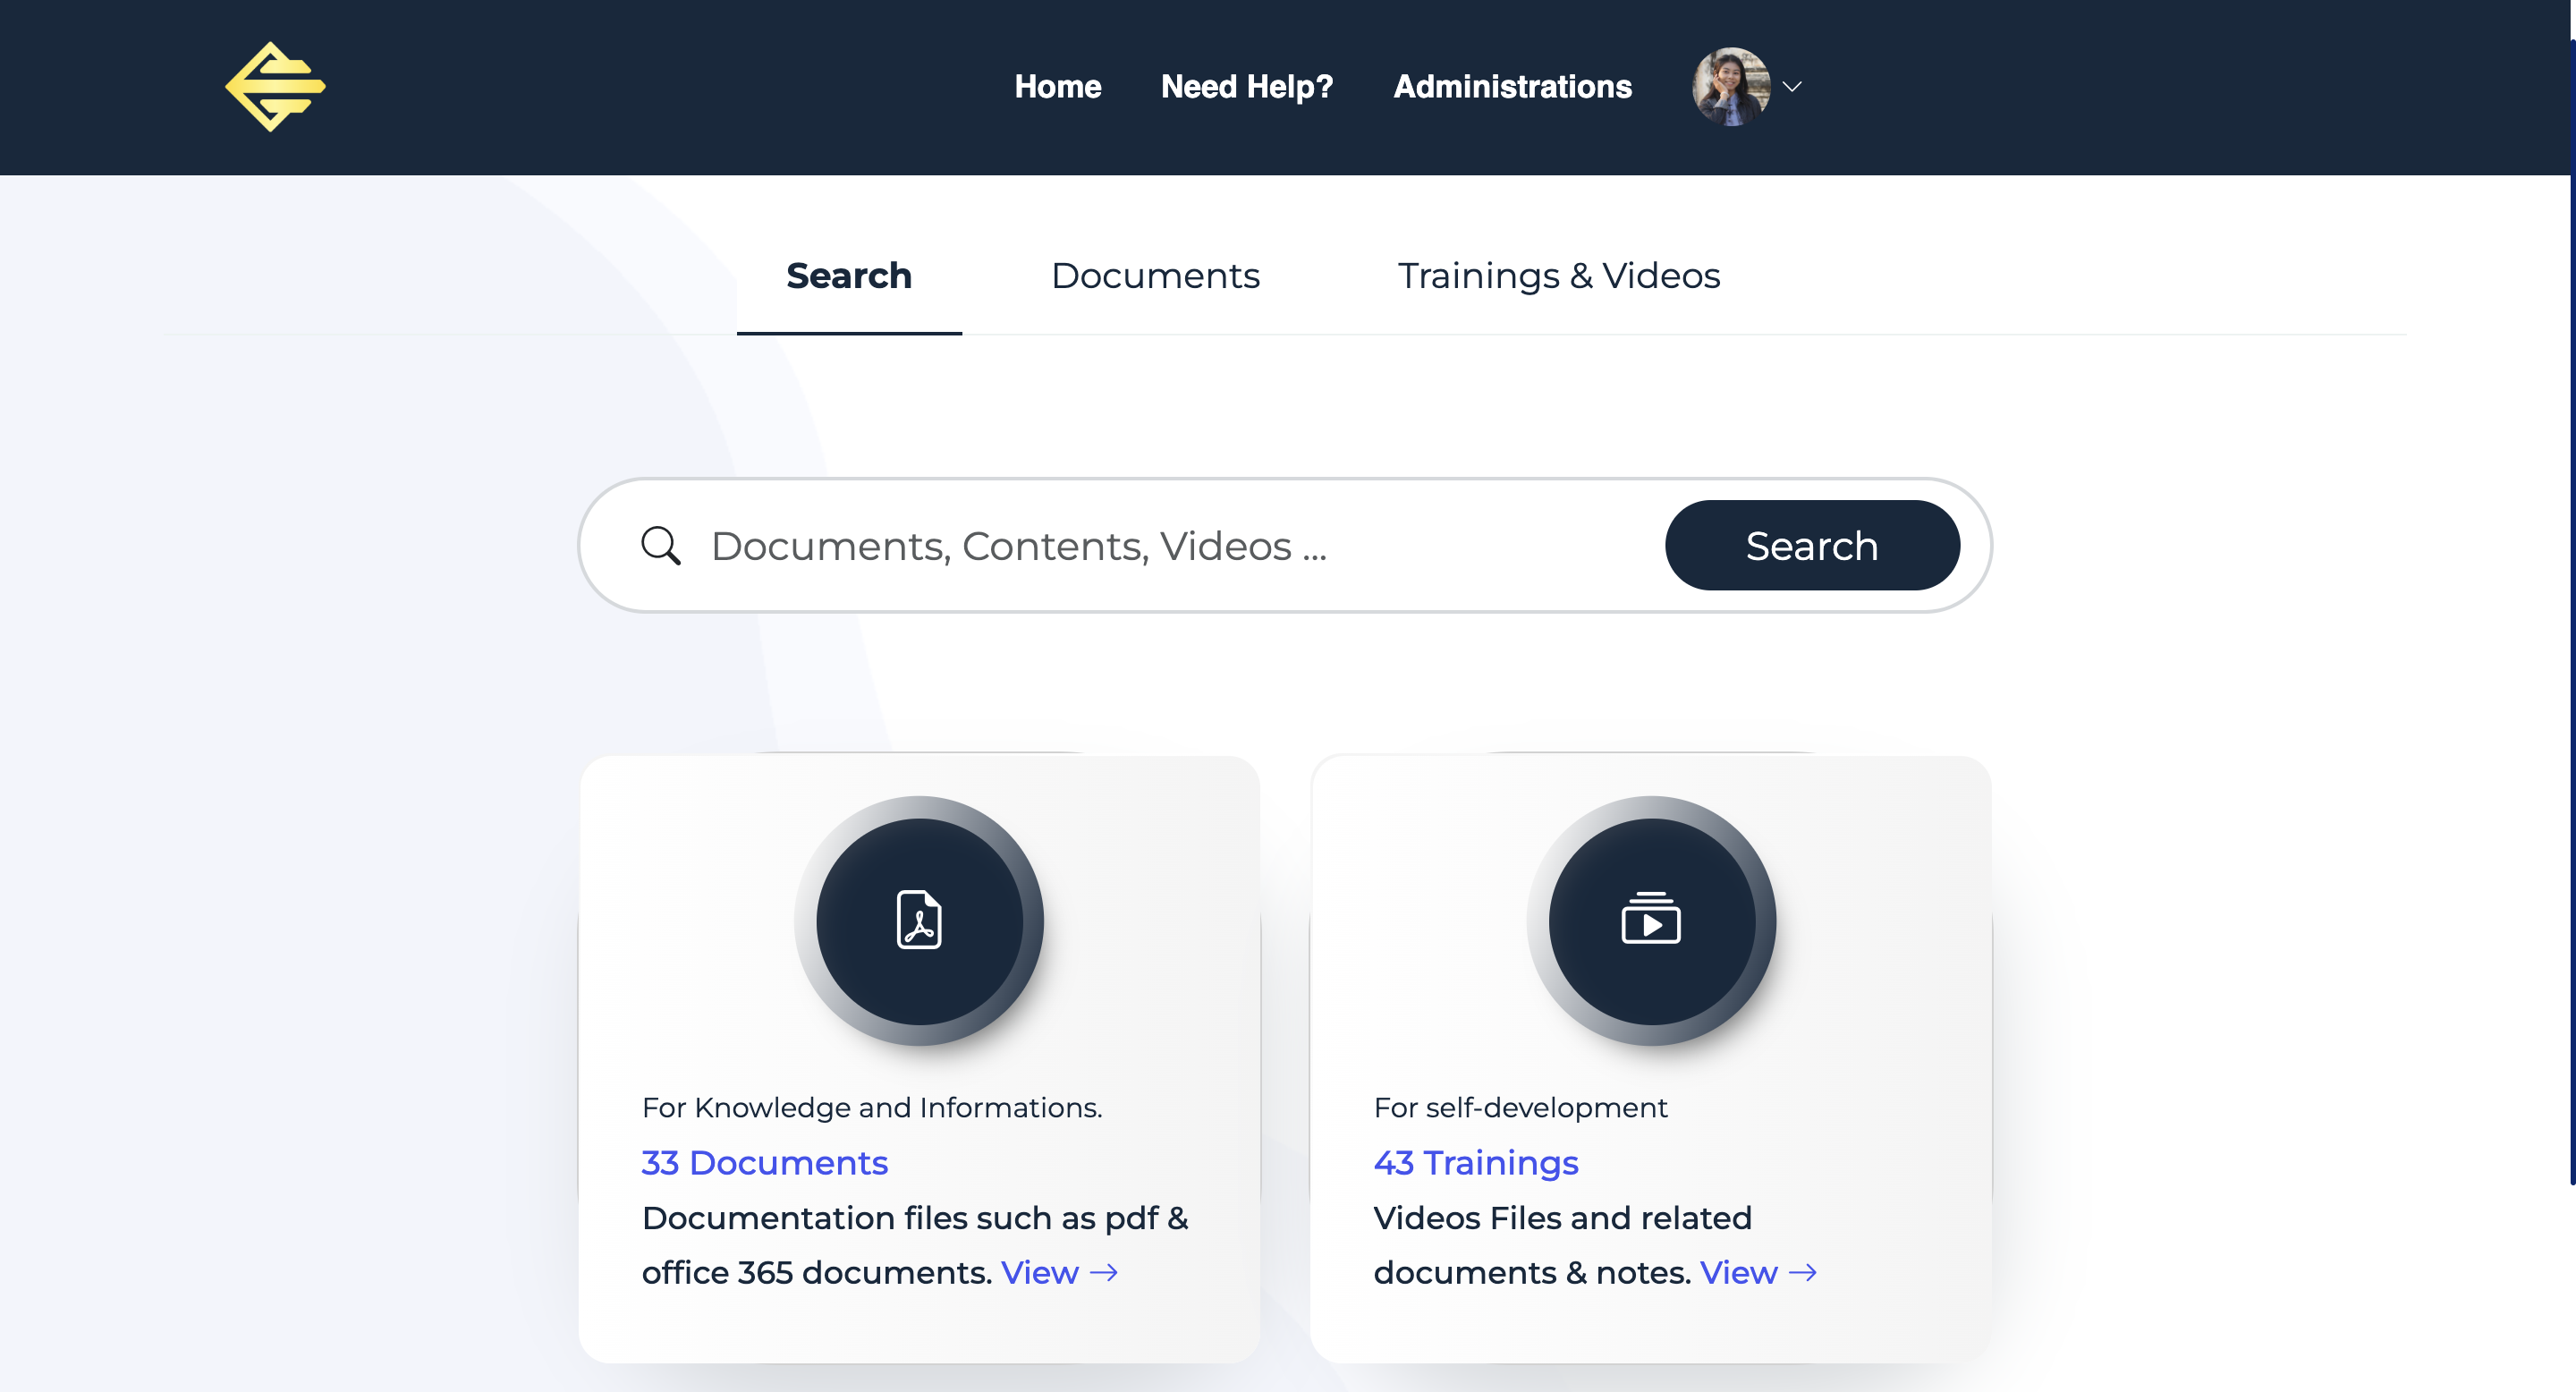 Home Need Help? Administrations
Search Documents Trainings & Videos
Documents, Contents, Videos ... Search
For Knowledge and Informations.
33 Documents
Documentation files such as pdf &
office 365 documents. View →
For self-development
43 Trainings
Videos Files and related
documents & notes. View →